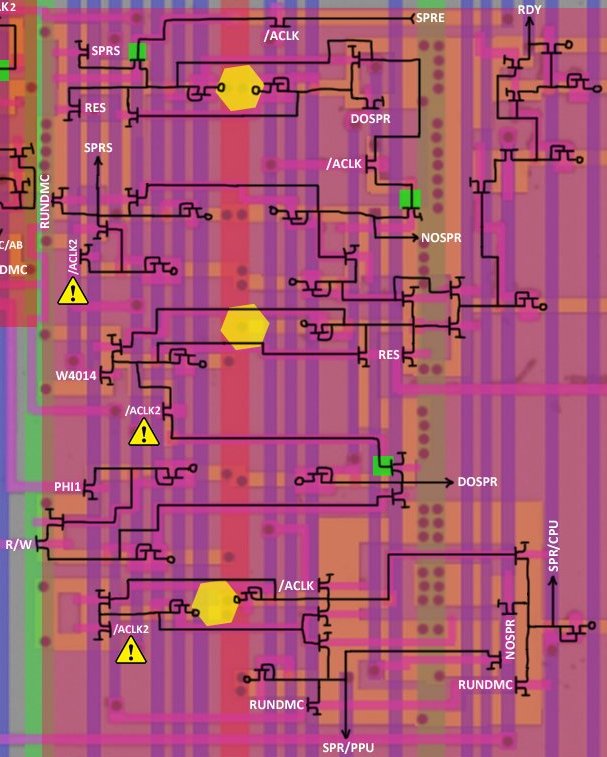 LK2
SPRE
RDY
/ACLK
SPRS
RES
DOSPR
SPRS
/ACLK
RUNDMC
NOSPR
C/AB
DMC
/ACLK2
RES
W4014
/ACLK2
PHI1
DOSPR
R/W
SPR/CPU
/ACLK
/ACLK2
NOSPR
RUNDMC
RUNDMC
SPR/PPU